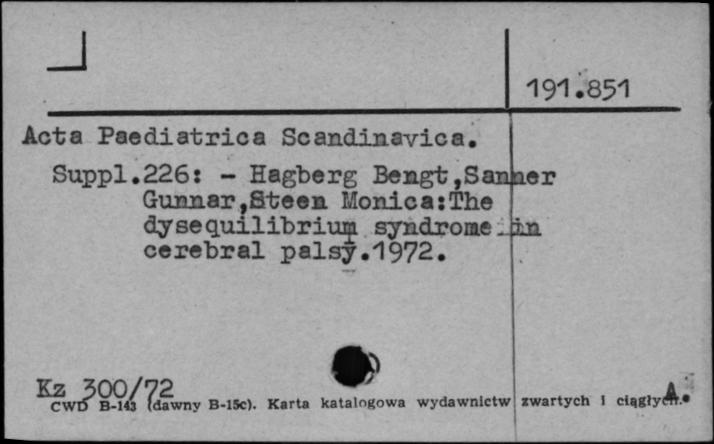 191.851
Acta Paediatrica Scandinavica.
Suppl.226: - Hagberg Bengt,Sanner
Gunnar,Steen Monica:The
dysequilibrium syndrome in
cerebral palsy.1972.
Kz 300/72
A.
CWD B-143 (dawny B-15c). Karta katalogowa wydawnictw zwartych i ciągłych.